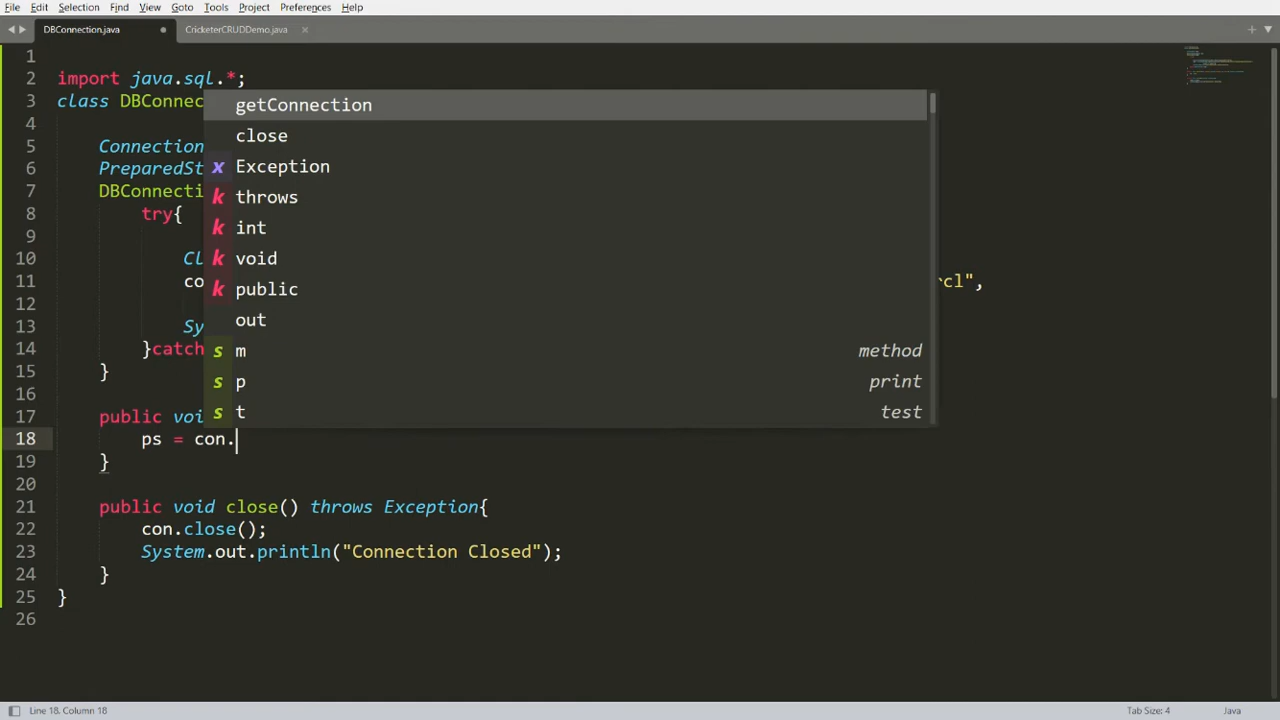 File Edit Selection Find View Goto Tools Project Preferences Help
DBConnection.java CricketerCRUDDemo.java
1
2 import java.sql.*;
3 class DBConnec
4
5 Connection
6 PreparedSt
7 DBConnecti
8 try{
9
10 Cl
11 co rcl",
12
13 Sy
14 }catch
15 }
16
17 public voi
18 ps = con.
19 }
20
21 public void close() throws Exception{
22 con.close();
23 System.out.println("Connection Closed");
24 }
25 }
26
getConnection
close
x Exception
k throws
k int
k void
k public
out
s m method
s p print
s t test
Line 18, Column 18 Tab Size: 4 Java